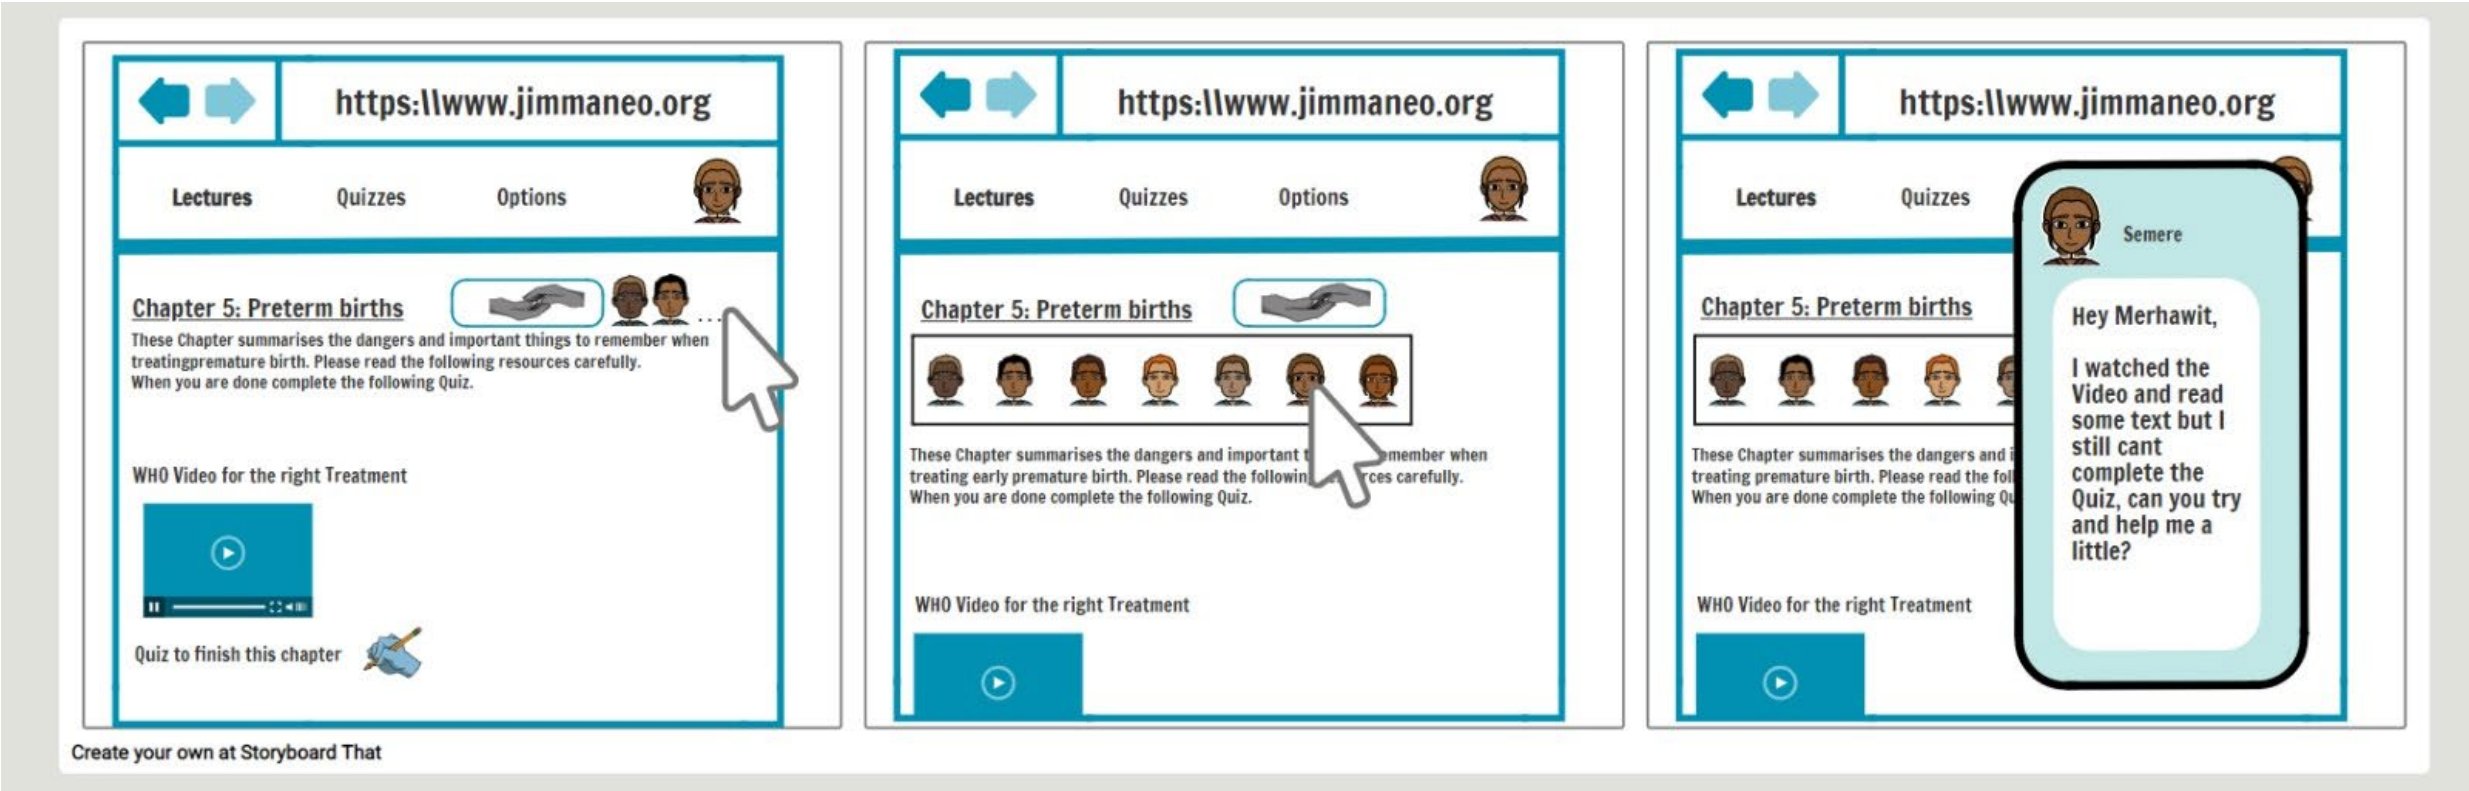 https:\\www.jimmaneo.org
Lectures Quizzes Options
Chapter 5: Preterm births
...
These Chapter summarises the dangers and important things to remember when
treatingpremature birth. Please read the following resources carefully.
When you are done complete the following Quiz.
WHO Video for the right Treatment
Quiz to finish this chapter
https:\\www.jimmaneo.org
Lectures Quizzes Options
Chapter 5: Preterm births
These Chapter summarises the dangers and important emember when
treating early premature birth. Please read the followin rces carefully.
When you are done complete the following Quiz.
WHO Video for the right Treatment
https:\\www.jimmaneo.org
Lectures Quizzes
Chapter 5: Preterm births
These Chapter summarises the dangers and i
treating premature birth. Please read the fol
When you are done complete the following Qu
WHO Video for the right Treatment
Semere
Hey Merhawit,
I watched the
Video and read
some text but I
still cant
complete the
Quiz, can you try
and help me a
little?
Create your own at Storyboard That